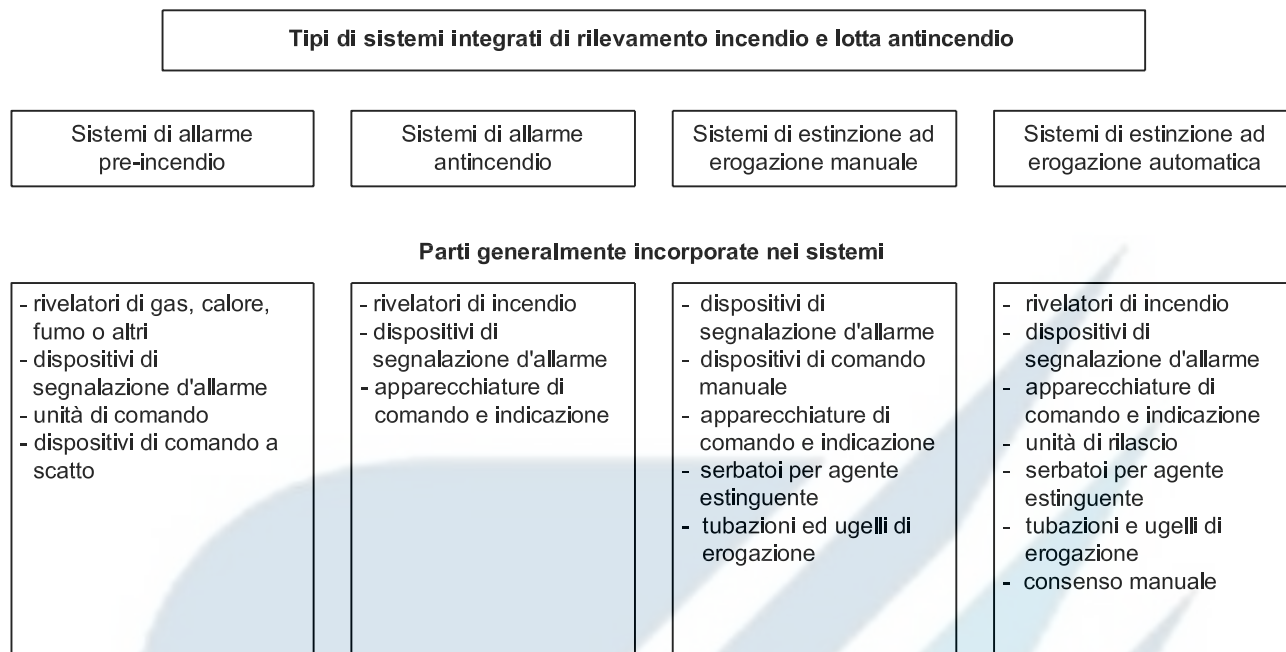 Tipi di sistemi integrati di rilevamento incendio e lotta antincendio
Sistemi di allarme
pre-incendio
Sistemi di allarme
antincendio
Sistemi di estinzione ad
erogazione manuale
Sistemi di estinzione ad
erogazione automatica
Parti generalmente incorporate nei sistemi
- rivelatori di gas, calore,
fumo o altri
- dispositivi di
segnalazione d'allarme
- unità di comando
- dispositivi di comando a
scatto
- rivelatori di incendio
- dispositivi di
segnalazione d'allarme
- apparecchiature di
comando e indicazione
- dispositivi di
segnalazione d'allarme
- dispositivi di comando
manuale
- apparecchiature di
comando e indicazione
- serbatoi per agente
estinguente
- tubazioni ed ugelli di
erogazione
- rivelatori di incendio
- dispositivi di
segnalazione d'allarme
- apparecchiature di
comando e indicazione
- unità di rilascio
- serbatoi per agente
estinguente
- tubazioni e ugelli di
erogazione
- consenso manuale